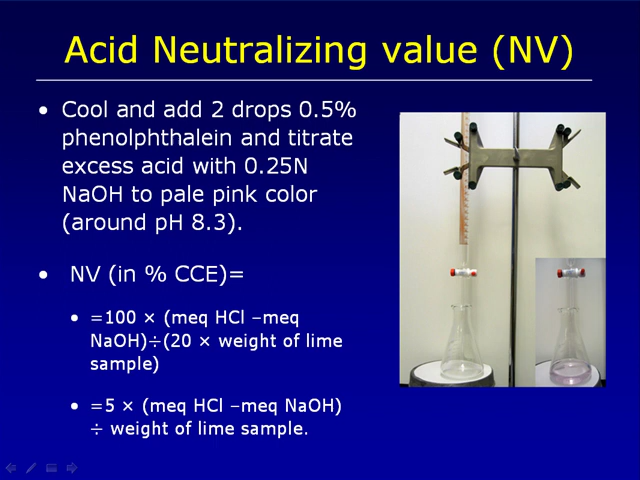 Acid Neutralizing value (NV)
• Cool and add 2 drops 0.5%
phenolphthalein and titrate
excess acid with 0.25N
NaOH to pale pink color
(around pH 8.3).
• NV (in % CCE)=
• =100 × (meq HCl –meq
NaOH)÷(20 × weight of lime
sample)
• =5 × (meq HCl –meq NaOH)
÷ weight of lime sample.